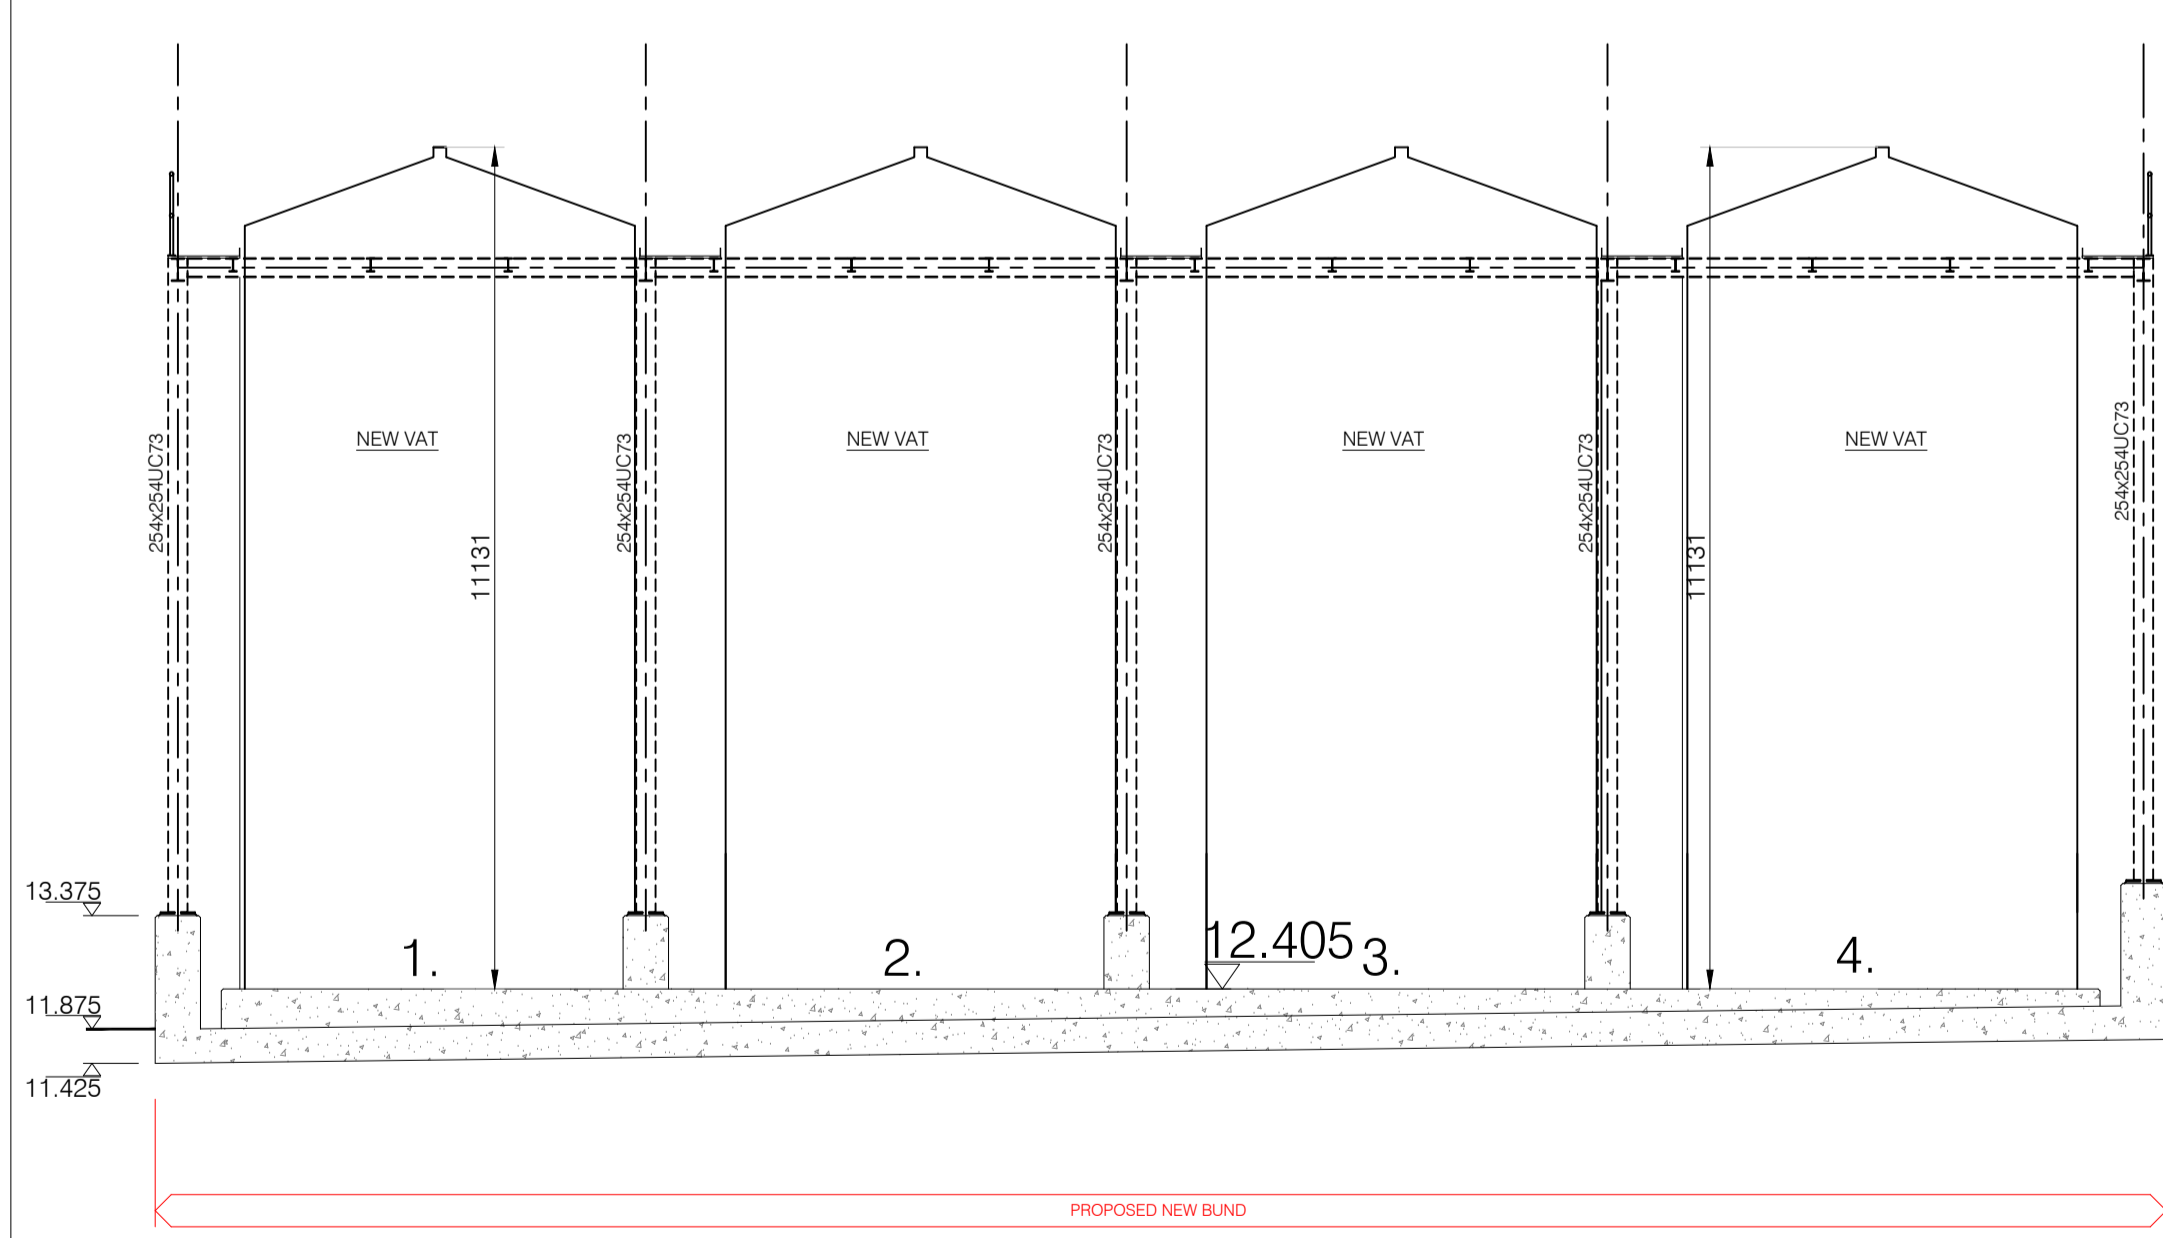 NEW VAT
NEW VAT
NEW VAT
NEW VAT
254x254UC73
254x254UC73
254x254UC73
254x254UC73
254x254UC73
11131
11131
13.375
1.
2.
12.405
3.
4.
11.875
11.425
PROPOSED NEW BUND